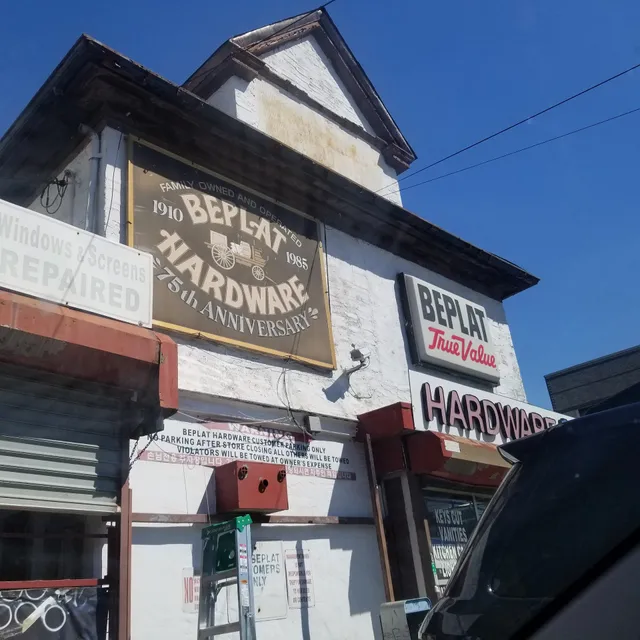 FAMILY OWNED AND OPERATED
1910
BEPLAT
1985
HARDWARE
75th ANNIVERSARY
Windows & Screens
REPAIRED
BEPLAT
True Value
HARDWARE
BEPLAT HARDWARE CUSTOMER PARKING ONLY
NO PARKING AFTER STORE CLOSING ALL OTHERS WILL BE TOWED
VIOLATORS WILL BE TOWED AT OWNER'S EXPENSE
KEYS CUT
BEPLAT
ONLY